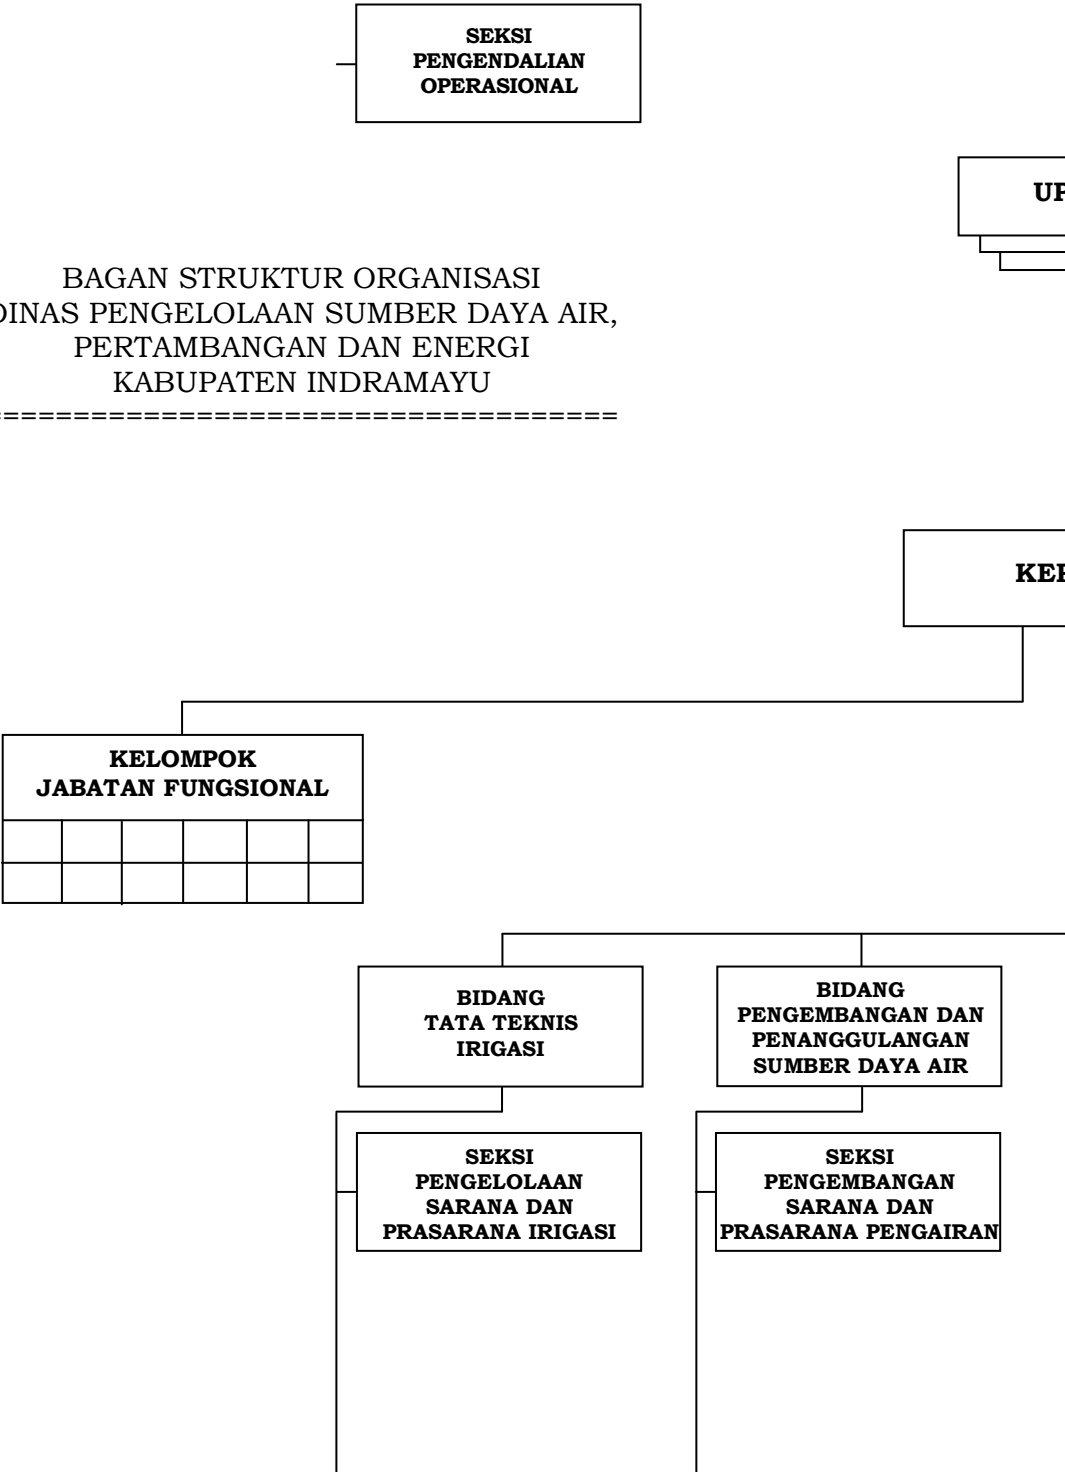 SEKSI
PENGENDALIAN
OPERASIONAL
BAGAN STRUKTUR ORGANISASI
DINAS PENGELOLAAN SUMBER DAYA AIR,
PERTAMBANGAN DAN ENERGI
KABUPATEN INDRAMAYU
===================================
KELOMPOK
JABATAN FUNGSIONAL
BIDANG
TATA TEKNIS
IRIGASI
BIDANG
PENGEMBANGAN DAN
PENANGGULANGAN
SUMBER DAYA AIR
SEKSI
PENGELOLAAN
SARANA DAN
PRASARANA IRIGASI
SEKSI
PENGEMBANGAN
SARANA DAN
PRASARANA PENGAIRAN